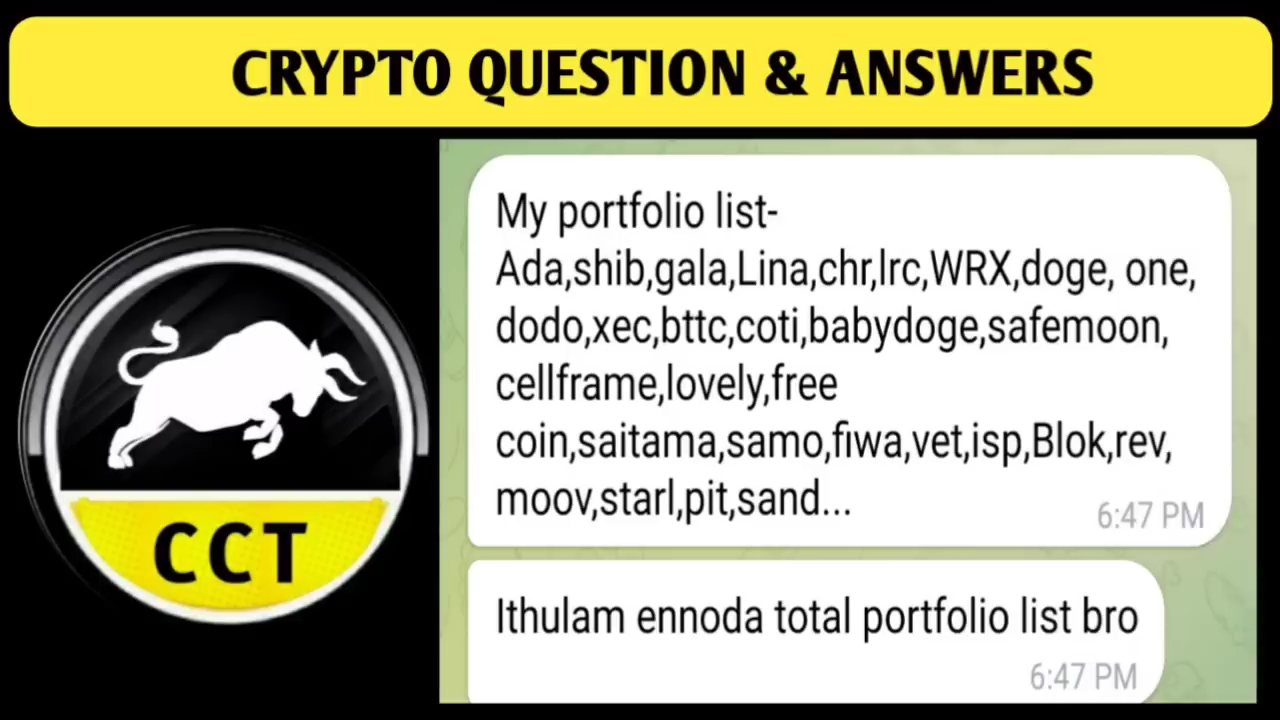 CRYPTO QUESTION & ANSWERS
My portfolio list-
Ada,shib,gala,Lina,chr,lrc,WRX,doge, one,
dodo,xec,bttc,coti,babydoge,safemoon,
cellframe,lovely,free
coin,saitama,samo,fiwa,vet,isp,Blok,rev,
moov,starl,pit,sand...
6:47 PM
Ithulam ennoda total portfolio list bro
6:47 PM
CCT